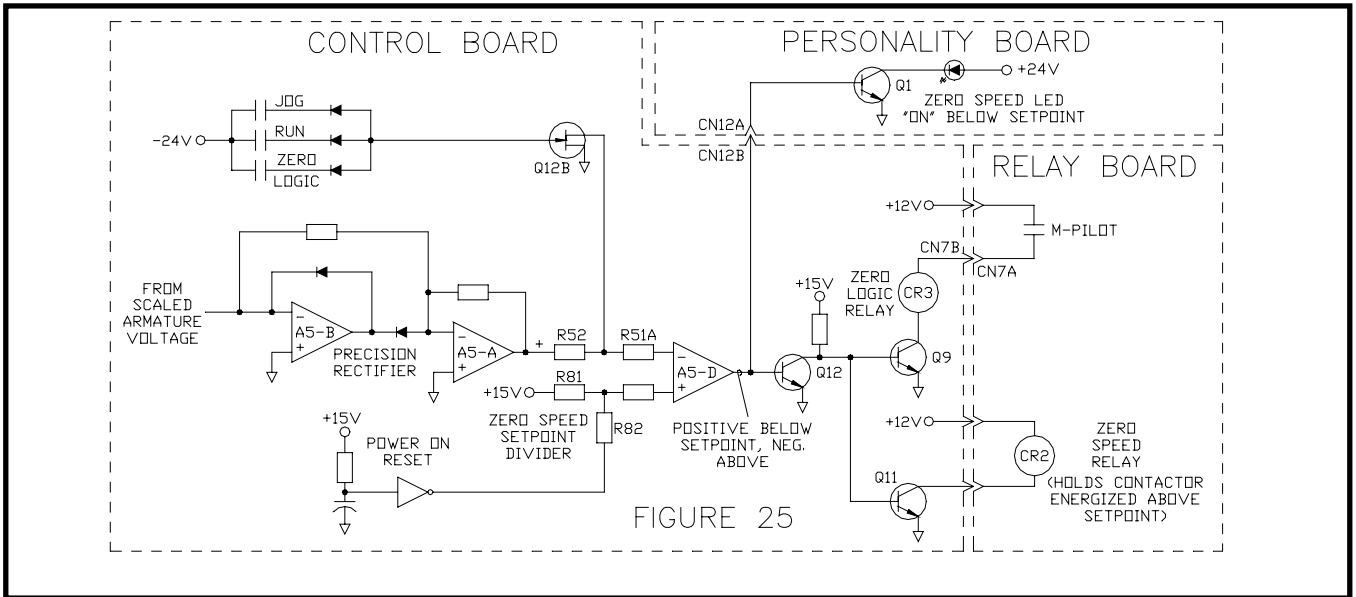 CONTROL BOARD
PERSONALITY BOARD
+24V
Q1
ZERO SPEED LED
"ON" BELOW SETPOINT
JOG
-24V
RUN
ZERO
LOGIC
Q12B
CN12A
CN12B
RELAY BOARD
+12V
M-PILOT
CN7B
CN7A
FROM
SCALED
ARMATURE
VOLTAGE
−
A5-B
+
PRECISION
RECTIFIER
−
A5-A
+
+
R52
R51A
−
A5-D
+
+15V
R81
ZERO SPEED
SETPOINT
DIVIDER
R82
POSITIVE BELOW
SETPOINT, NEG.
ABOVE
+15V
Q12
ZERO
LOGIC
RELAY
CR3
Q9
+12V
CR2
ZERO
SPEED
RELAY
(HOLDS CONTACTOR
ENERGIZED ABOVE
SETPOINT)
Q11
+15V
POWER ON
RESET
FIGURE 25